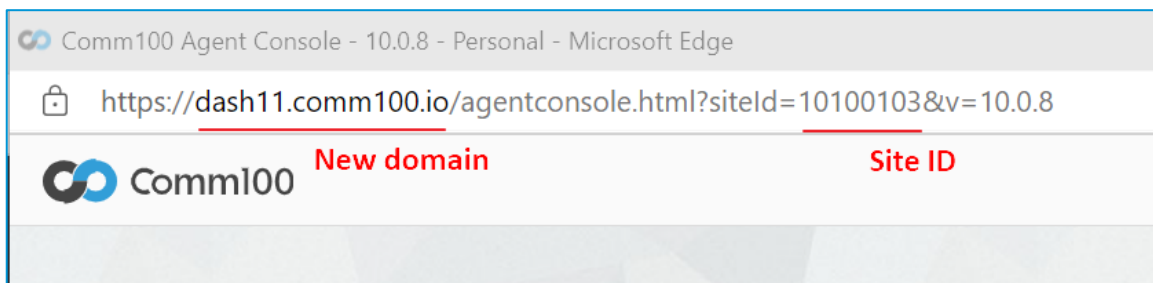 Comm100 Agent Console - 10.0.8 - Personal - Microsoft Edge
https://dash11.comm100.io/agentconsole.html?siteId=10100103&v=10.0.8
New domain Site ID
Comm100